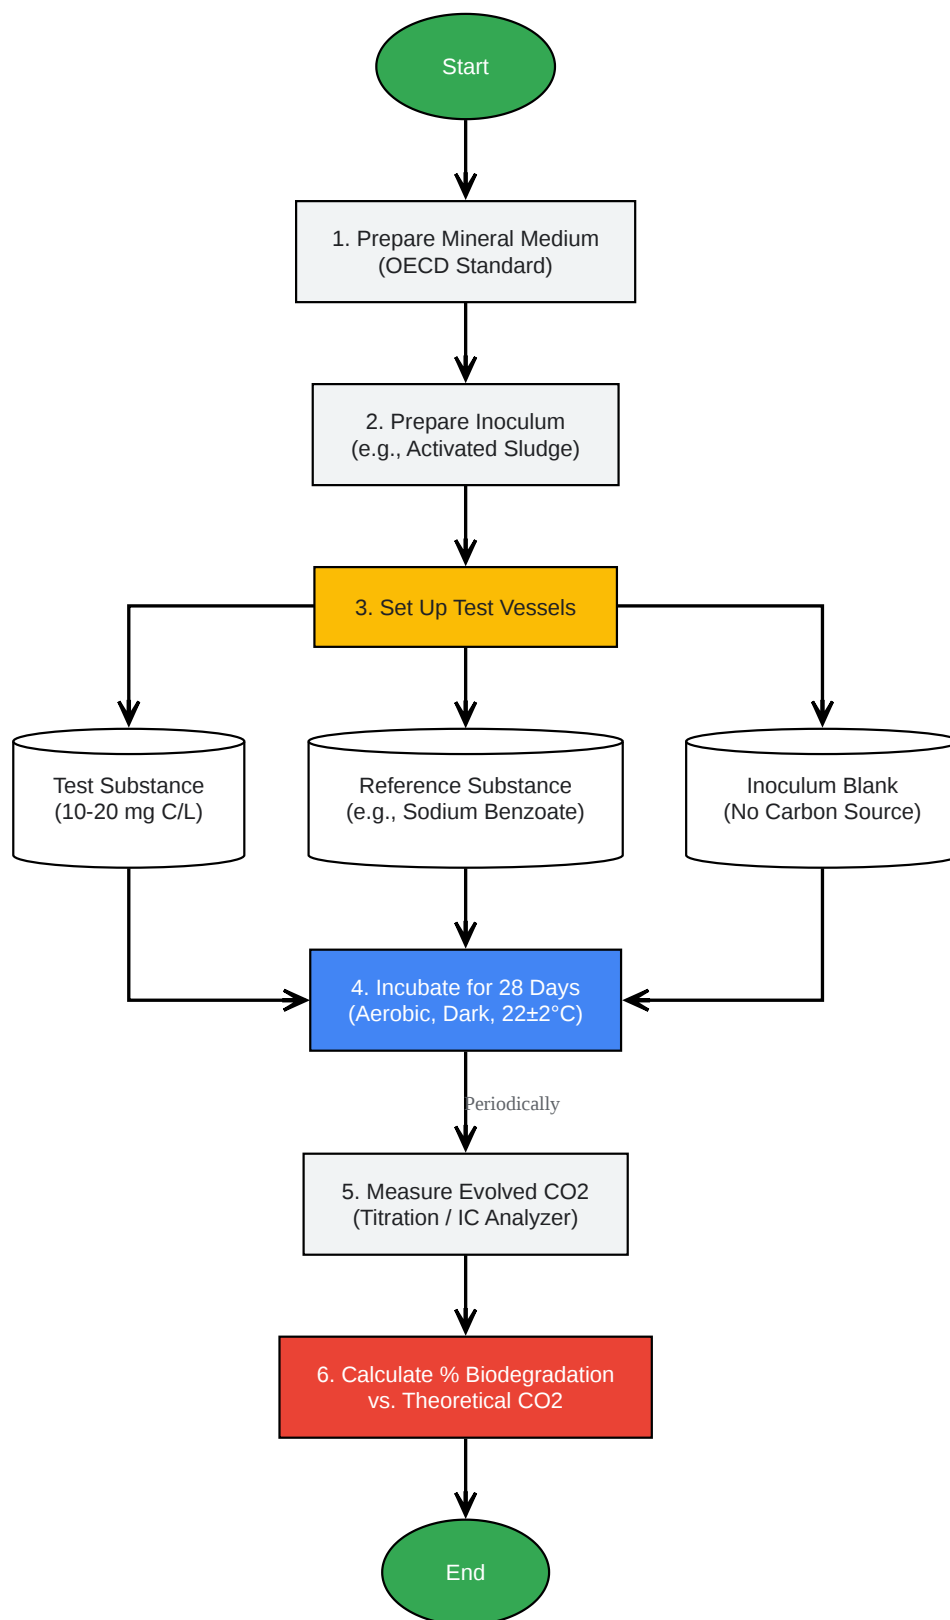 Start
1. Prepare Mineral Medium
(OECD Standard)
2. Prepare Inoculum
(e.g., Activated Sludge)
3. Set Up Test Vessels
Test Substance
(10-20 mg C/L)
Reference Substance
(e.g., Sodium Benzoate)
Inoculum Blank
(No Carbon Source)
4. Incubate for 28 Days
(Aerobic, Dark, 22±2°C)
Periodically
5. Measure Evolved CO2
(Titration / IC Analyzer)
6. Calculate % Biodegradation
vs. Theoretical CO2
End